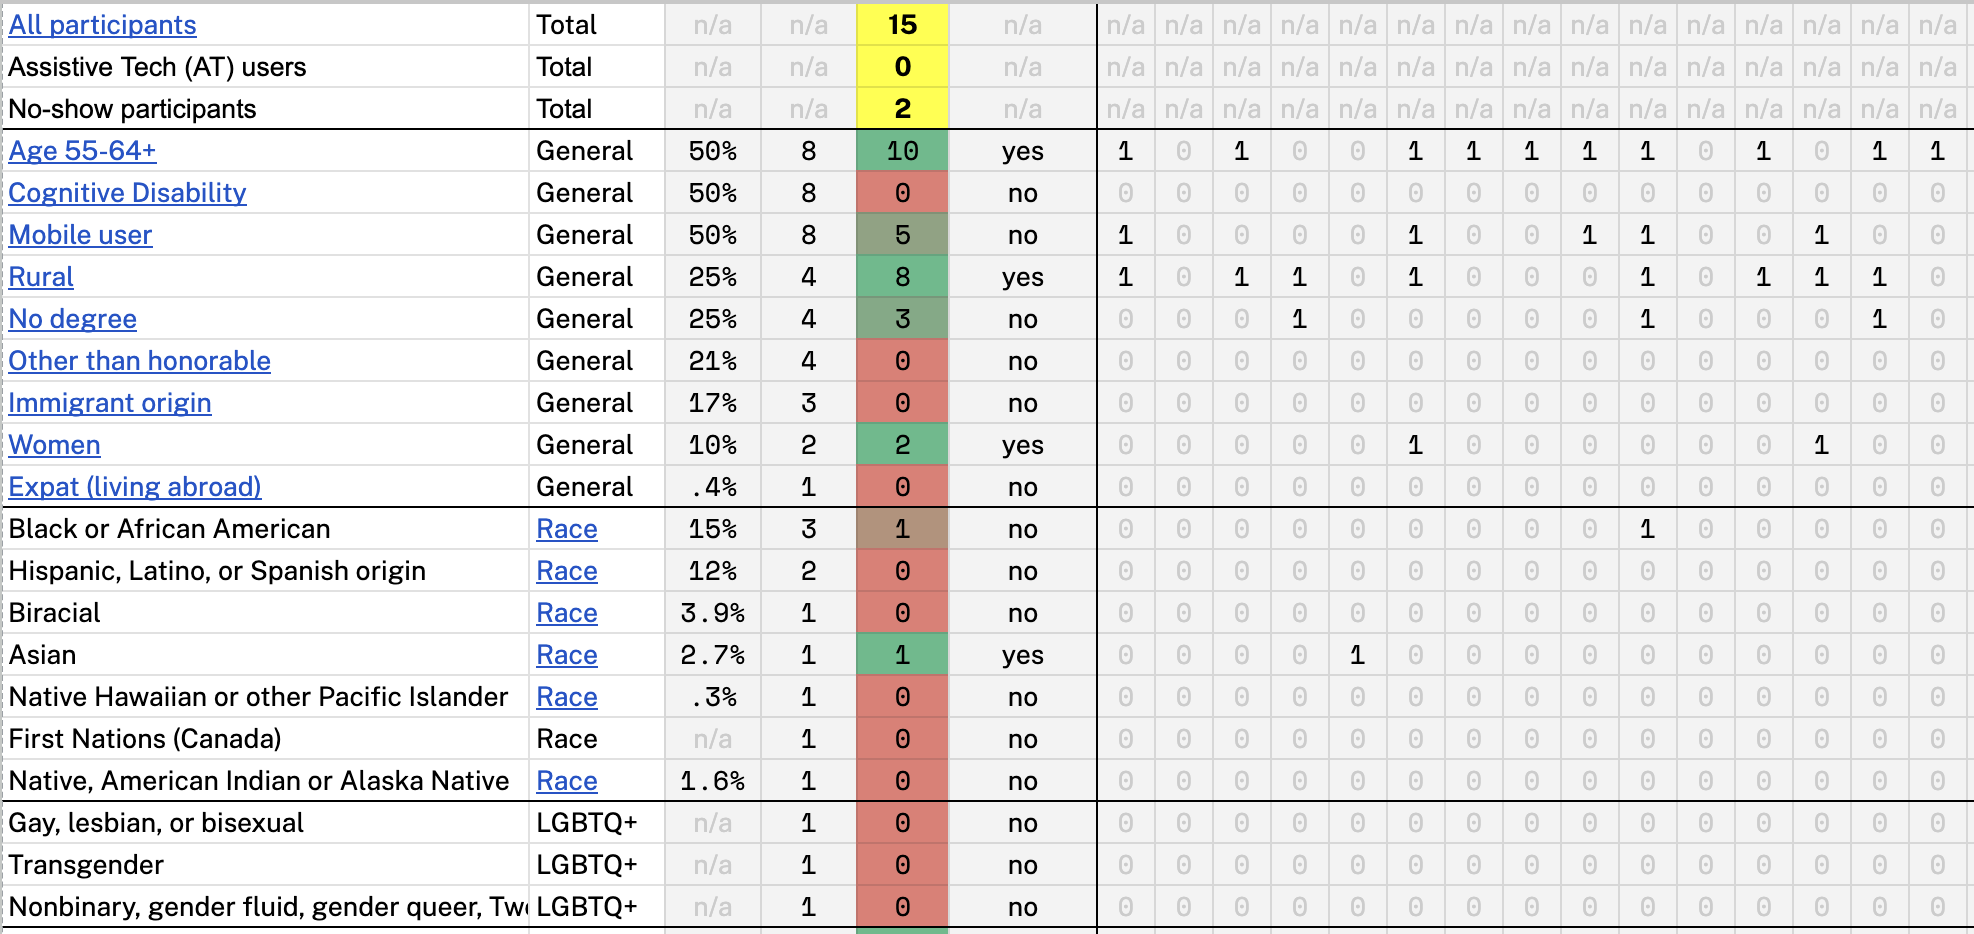 All participants Total n/a n/a 15 n/a n/a n/a n/a n/a n/a n/a n/a n/a n/a n/a n/a n/a n/a n/a n/a
Assistive Tech (AT) users Total n/a n/a 0 n/a n/a n/a n/a n/a n/a n/a n/a n/a n/a n/a n/a n/a n/a n/a n/a
No-show participants Total n/a n/a 2 n/a n/a n/a n/a n/a n/a n/a n/a n/a n/a n/a n/a n/a n/a n/a n/a
Age 55-64+ General 50% 8 10 yes 1 0 1 0 0 1 1 1 1 1 0 1 0 1 1
Cognitive Disability General 50% 8 0 no 0 0 0 0 0 0 0 0 0 0 0 0 0 0 0
Mobile user General 50% 8 5 no 1 0 0 0 0 1 0 0 1 1 0 0 1 0 0
Rural General 25% 4 8 yes 1 0 1 1 0 1 0 0 0 1 0 1 1 1 0
No degree General 25% 4 3 no 0 0 0 1 0 0 0 0 0 1 0 0 0 1 0
Other than honorable General 21% 4 0 no 0 0 0 0 0 0 0 0 0 0 0 0 0 0 0
Immigrant origin General 17% 3 0 no 0 0 0 0 0 0 0 0 0 0 0 0 0 0 0
Women General 10% 2 2 yes 0 0 0 0 0 1 0 0 0 0 0 0 1 0 0
Expat (living abroad) General .4% 1 0 no 0 0 0 0 0 0 0 0 0 0 0 0 0 0 0
Black or African American Race 15% 3 1 no 0 0 0 0 0 0 0 0 0 1 0 0 0 0 0
Hispanic, Latino, or Spanish origin Race 12% 2 0 no 0 0 0 0 0 0 0 0 0 0 0 0 0 0 0
Biracial Race 3.9% 1 0 no 0 0 0 0 0 0 0 0 0 0 0 0 0 0 0
Asian Race 2.7% 1 1 yes 0 0 0 0 1 0 0 0 0 0 0 0 0 0 0
Native Hawaiian or other Pacific Islander Race .3% 1 0 no 0 0 0 0 0 0 0 0 0 0 0 0 0 0 0
First Nations (Canada) Race n/a 1 0 no 0 0 0 0 0 0 0 0 0 0 0 0 0 0 0
Native, American Indian or Alaska Native Race 1.6% 1 0 no 0 0 0 0 0 0 0 0 0 0 0 0 0 0 0
Gay, lesbian, or bisexual LGBTQ+ n/a 1 0 no 0 0 0 0 0 0 0 0 0 0 0 0 0 0 0
Transgender LGBTQ+ n/a 1 0 no 0 0 0 0 0 0 0 0 0 0 0 0 0 0 0
Nonbinary, gender fluid, gender queer, LGBTQ+ n/a 1 0 no 0 0 0 0 0 0 0 0 0 0 0 0 0 0 0